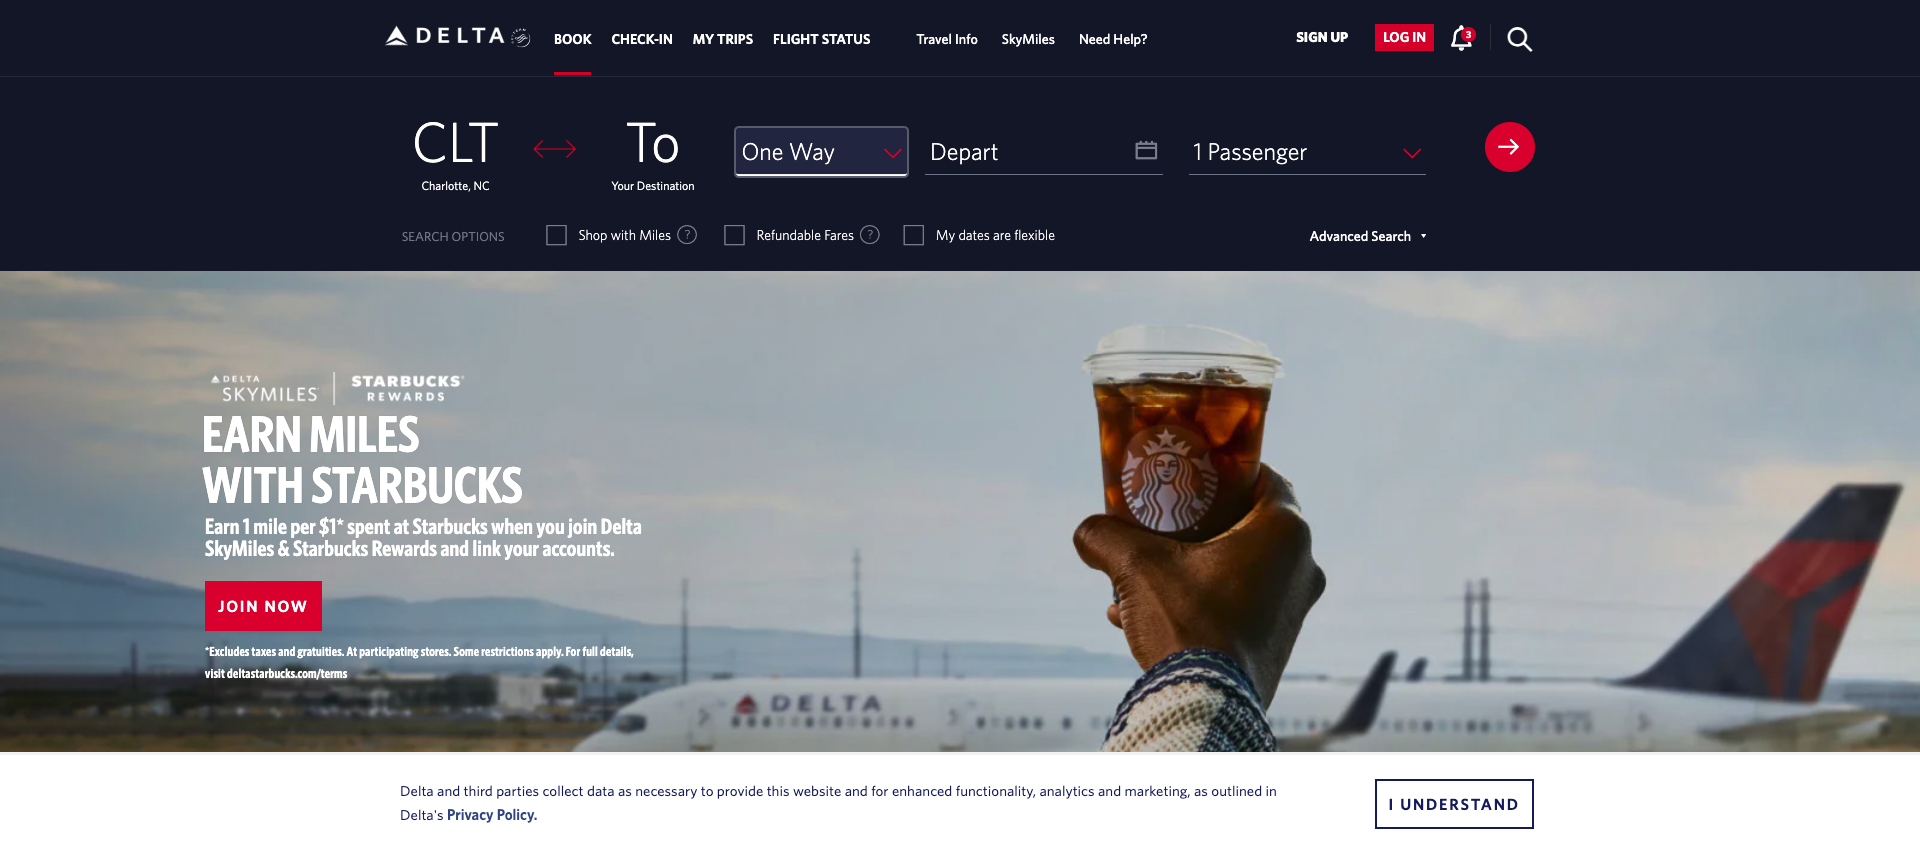 DELTA
BOOK
CHECK-IN
MY TRIPS
FLIGHT STATUS
Travel Info
SkyMiles
Need Help?
SIGN UP
LOG IN
3
CLT
Charlotte, NC
To
Your Destination
One Way
Depart
1 Passenger
SEARCH OPTIONS
Shop with Miles ?
Refundable Fares ?
My dates are flexible
Advanced Search
DELTA
SKYMILES
STARBUCKS
REWARDS
EARN MILES
WITH STARBUCKS
Earn 1 mile per $1* spent at Starbucks when you join Delta
SkyMiles & Starbucks Rewards and link your accounts.
JOIN NOW
*Excludes taxes and gratuities. At participating stores. Some restrictions apply. For full details,
visit deltastarbucks.com/terms
DELTA
Delta and third parties collect data as necessary to provide this website and for enhanced functionality, analytics and marketing, as outlined in
Delta's Privacy Policy.
I UNDERSTAND